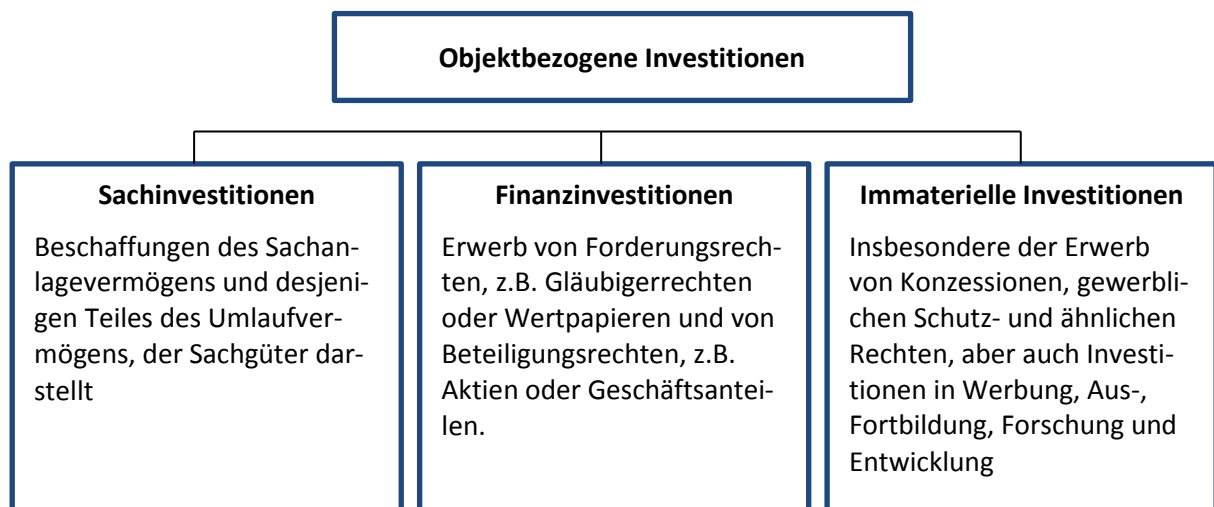 Objektbezogene Investitionen
Sachinvestitionen
Beschaffungen des Sachan-
lagevermögens und desjeni-
gen Teiles des Umlaufver-
mögens, der Sachgüter dar-
stellt
Finanzinvestitionen
Erwerb von Forderungsrech-
ten, z.B. Gläubigerrechten
oder Wertpapieren und von
Beteiligungsrechten, z.B.
Aktien oder Geschäftsantei-
len.
Immaterielle Investitionen
Insbesondere der Erwerb
von Konzessionen, gewerbli-
chen Schutz- und ähnlichen
Rechten, aber auch Investi-
tionen in Werbung, Aus-,
Fortbildung, Forschung und
Entwicklung